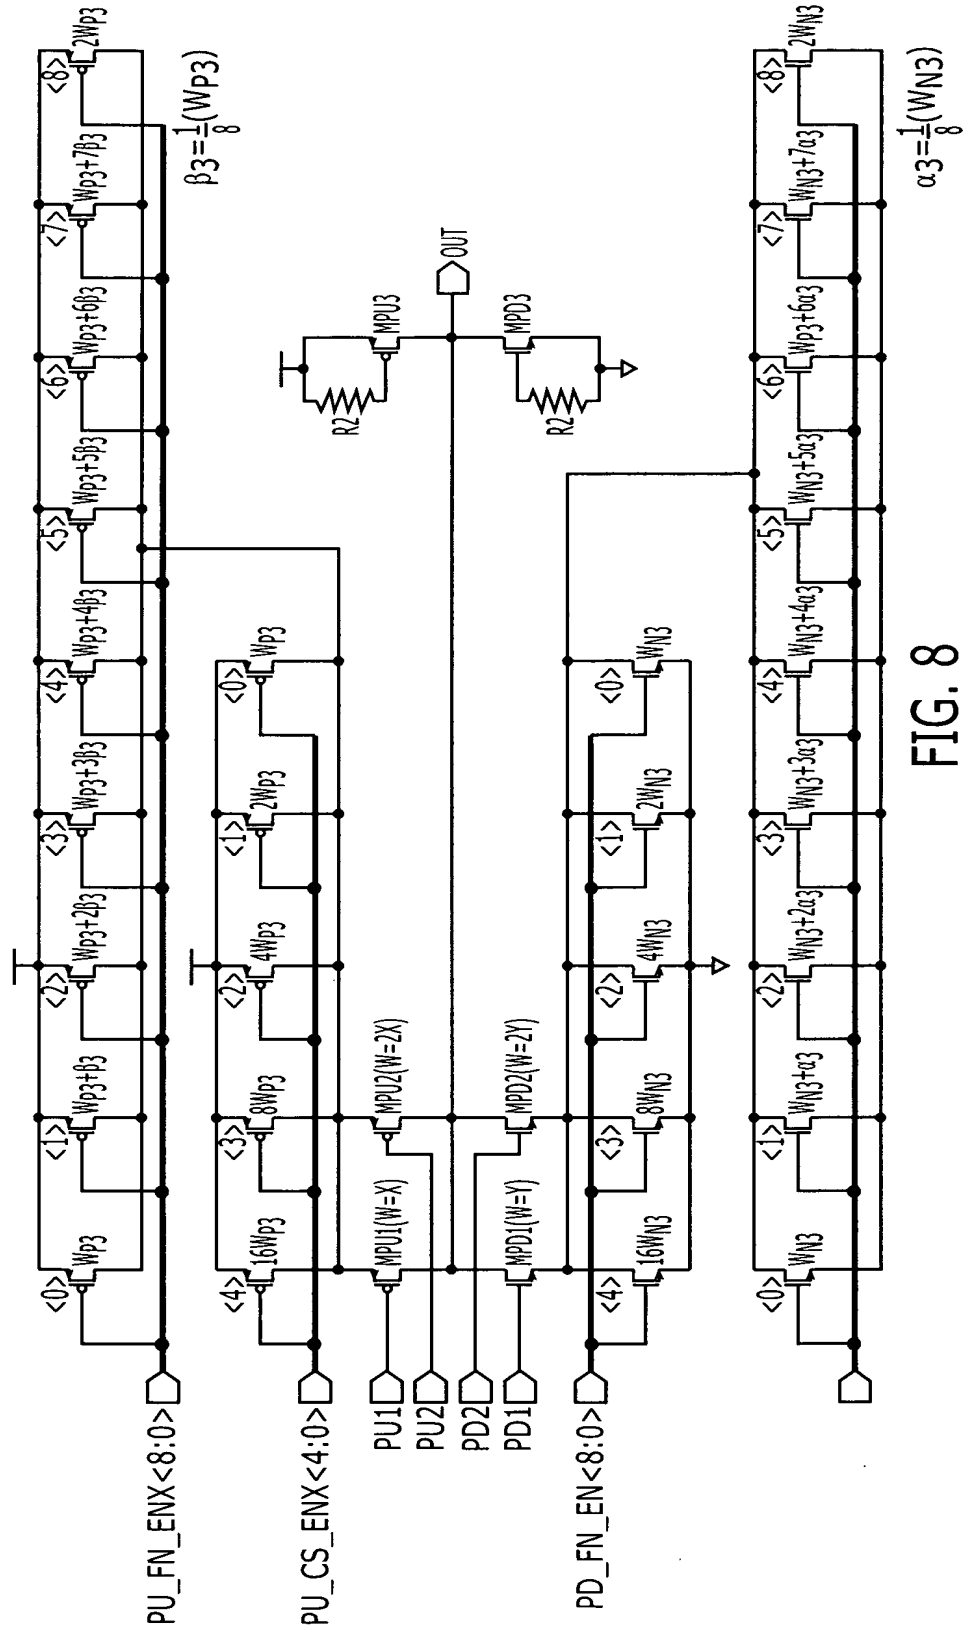 <0> WP3
<1> WP3+β3
<2> WP3+2β3
<3> WP3+3β3
<4> WP3+4β3
<5> WP3+5β3
<6> WP3+6β3
<7> WP3+7β3
<8> 2WP3
PU_FN_ENX<8:0>
β3=1/8(WP3)
<4> 16WP3
<3> 8WP3
<2> 4WP3
<1> 2WP3
<0> WP3
PU_CS_ENX<4:0>
PU1
MPU1(W=X)
MPU2(W=2X)
R2
MPU3
PU2
OUT
PD2
PD1
MPD1(W=Y)
MPD2(W=2Y)
R2
MPD3
PD_FN_EN<8:0>
<4> 16WN3
<3> 8WN3
<2> 4WN3
<1> 2WN3
<0> WN3
<0> WN3
<1> WN3+α3
<2> WN3+2α3
<3> WN3+3α3
<4> WN3+4α3
<5> WN3+5α3
<6> WP3+6α3
<7> WN3+7α3
<8> 2WN3
α3=1/8(WN3)
FIG. 8